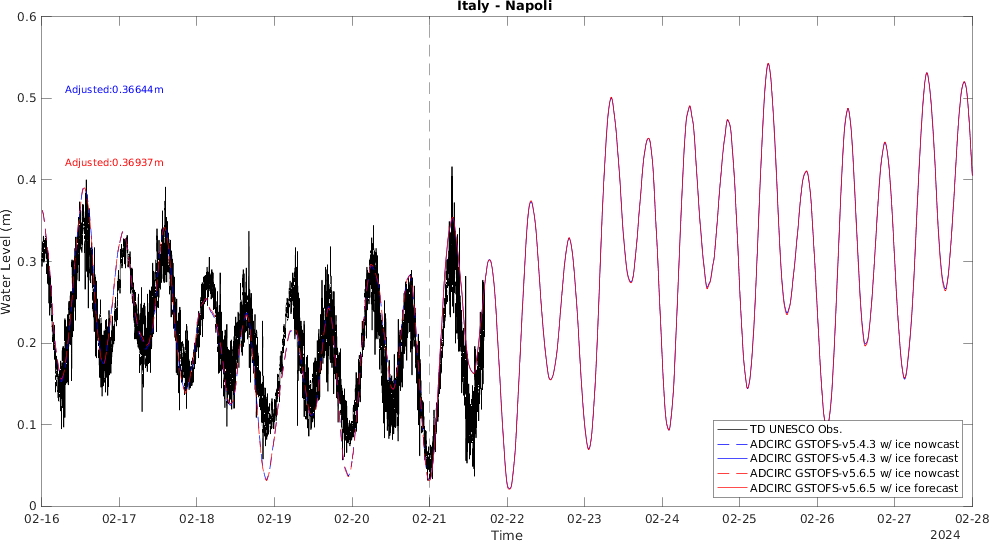 Italy - Napoli
0.6
0.5
0.4
0.3
0.2
0.1
0
Water Level (m)
Adjusted:0.36644m
Adjusted:0.36937m
TD UNESCO Obs.
ADCIRC GSTOFS-v5.4.3 w/ ice nowcast
ADCIRC GSTOFS-v5.4.3 w/ ice forecast
ADCIRC GSTOFS-v5.6.5 w/ ice nowcast
ADCIRC GSTOFS-v5.6.5 w/ ice forecast
02-16 02-17 02-18 02-19 02-20 02-21 02-22 02-23 02-24 02-25 02-26 02-27 02-28
Time
2024